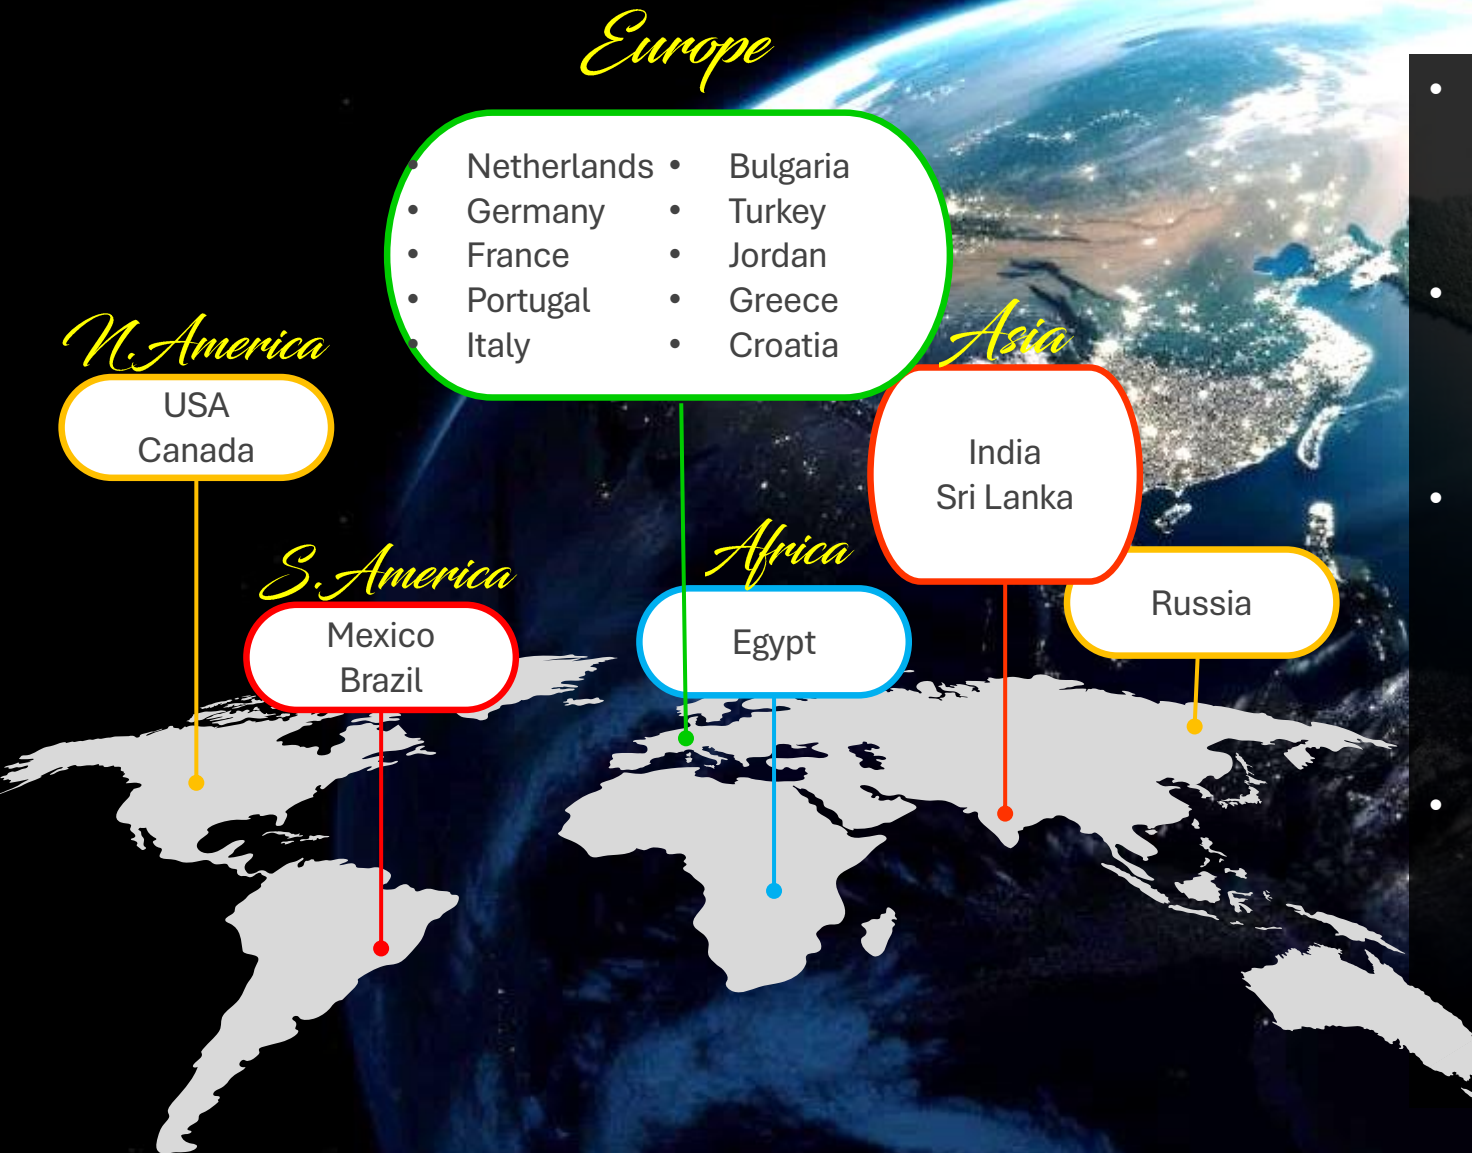 Europe
• Netherlands
• Germany
• France
• Portugal
• Italy
• Bulgaria
• Turkey
• Jordan
• Greece
• Croatia
N. America
USA
Canada
Asia
India
Sri Lanka
S. America
Mexico
Brazil
Africa
Egypt
Russia